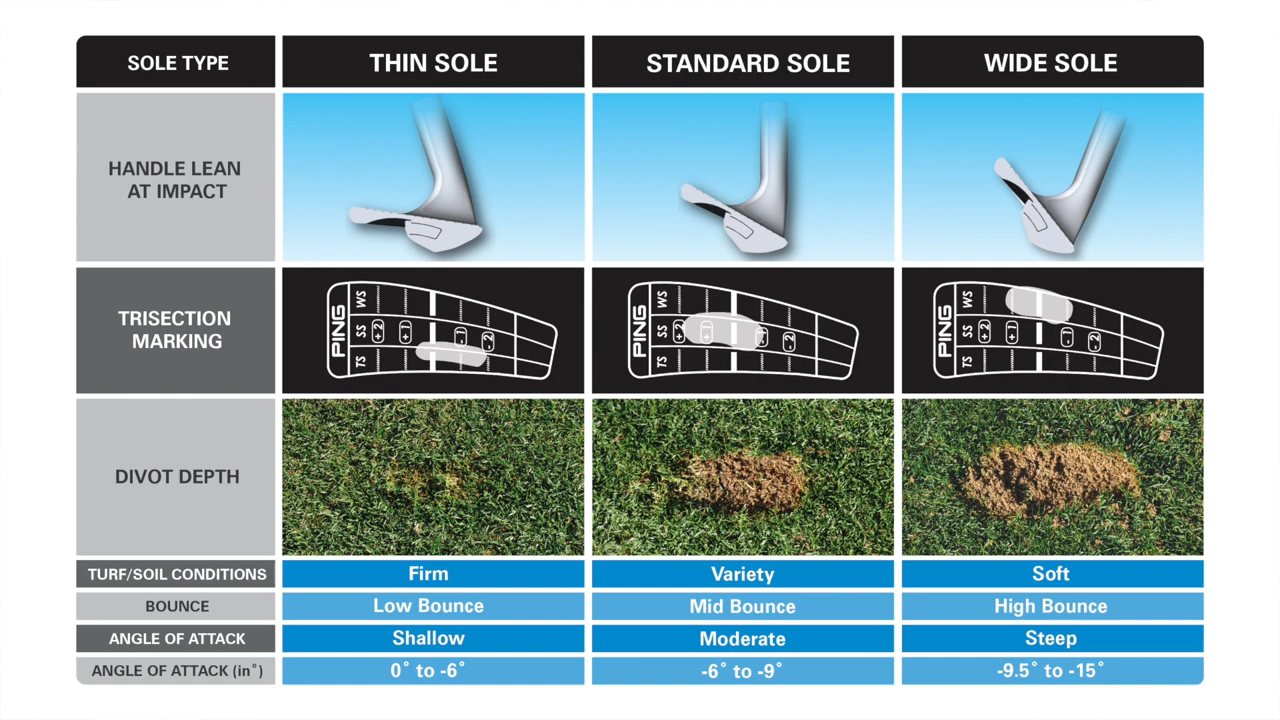 SOLE TYPE
THIN SOLE
STANDARD SOLE
WIDE SOLE
HANDLE LEAN
AT IMPACT
TRISECTION
MARKING
PING
WS
SS
TS
+2
+1
-1
-2
PING
WS
SS
TS
+2
+1
-1
-2
PING
WS
SS
TS
+2
+1
-1
-2
DIVOT DEPTH
TURF/SOIL CONDITIONS
Firm
Variety
Soft
BOUNCE
Low Bounce
Mid Bounce
High Bounce
ANGLE OF ATTACK
Shallow
Moderate
Steep
ANGLE OF ATTACK (in˚)
0˚ to -6˚
-6˚ to -9˚
-9.5˚ to -15˚